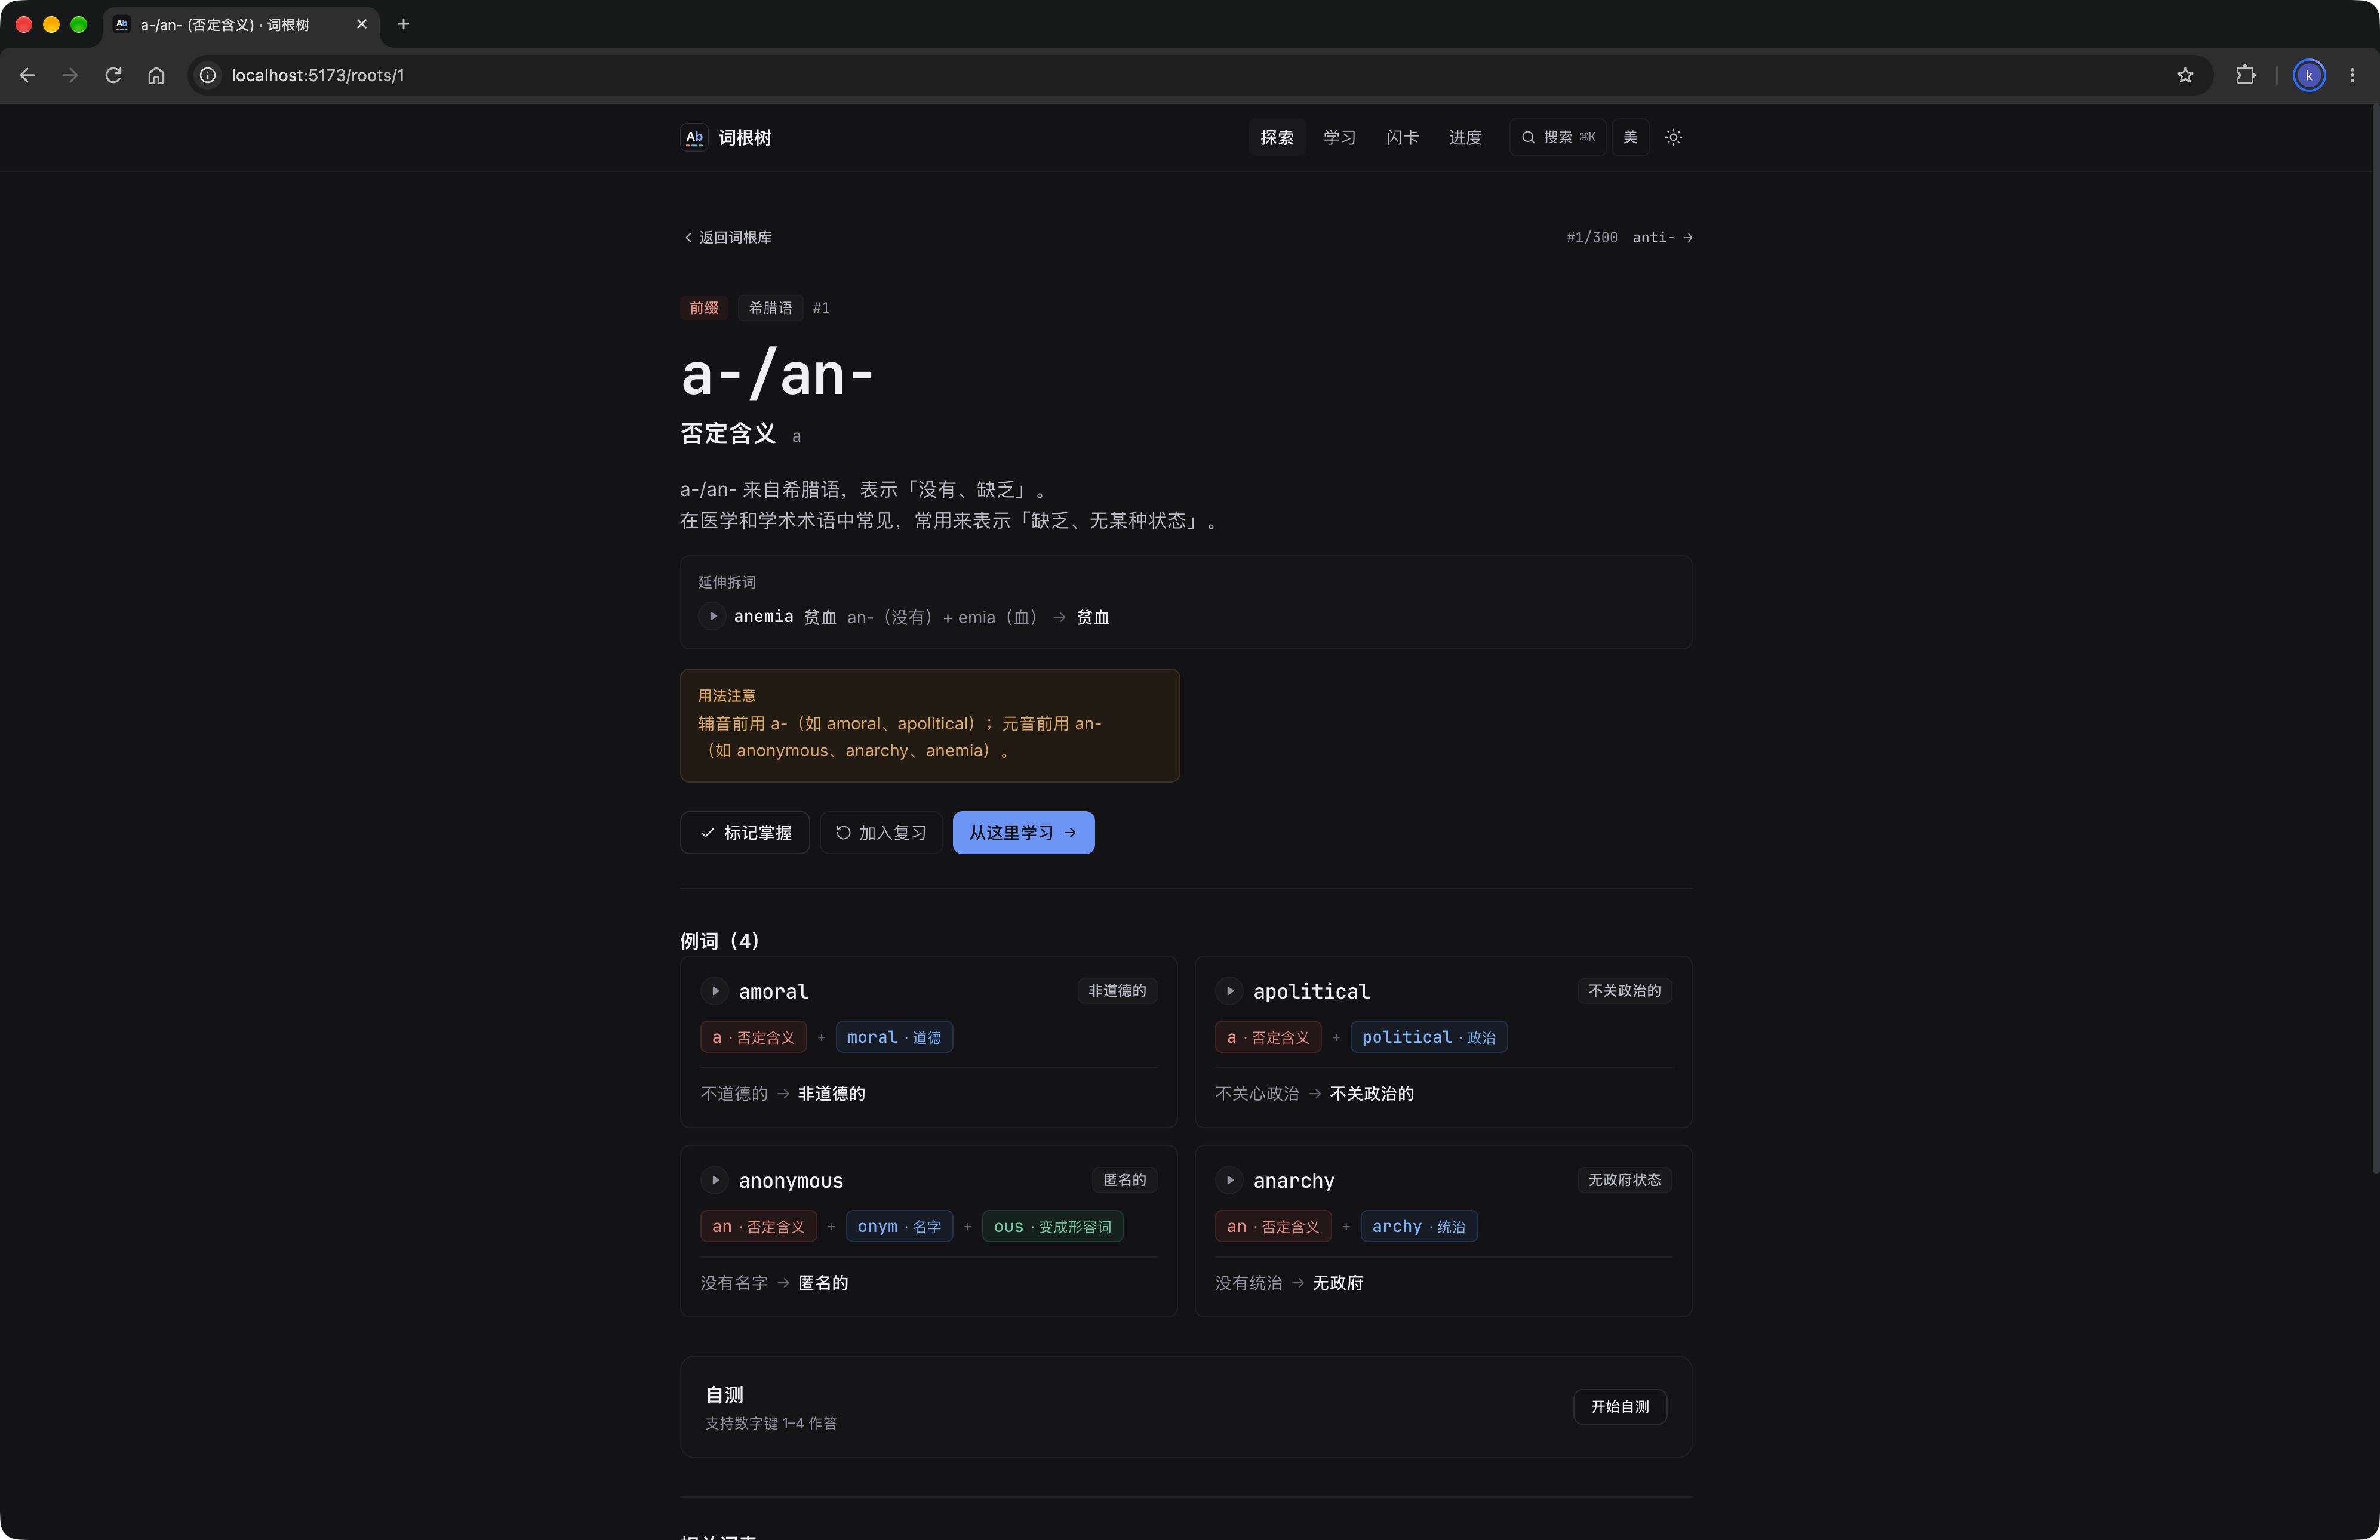 Ab a-/an- (否定含义) · 词根树
localhost:5173/roots/1
k
Ab 词根树
探索 学习 闪卡 进度 搜索 ⌘K 美
返回词根库
#1/300 anti- →
前缀 希腊语 #1
a-/an-
否定含义 a
a-/an- 来自希腊语，表示「没有、缺乏」。
在医学和学术术语中常见，常用来表示「缺乏、无某种状态」。
延伸拆词
anemia 贫血 an-（没有）+ emia（血） → 贫血
用法注意
辅音前用 a-（如 amoral、apolitical）；元音前用 an-
（如 anonymous、anarchy、anemia）。
标记掌握 加入复习 从这里学习 →
例词（4）
amoral 非道德的
a · 否定含义 + moral · 道德
不道德的 → 非道德的
apolitical 不关政治的
a · 否定含义 + political · 政治
不关心政治 → 不关政治的
anonymous 匿名的
an · 否定含义 + onym · 名字 + ous · 变成形容词
没有名字 → 匿名的
anarchy 无政府状态
an · 否定含义 + archy · 统治
没有统治 → 无政府
自测
支持数字键 1–4 作答
开始自测